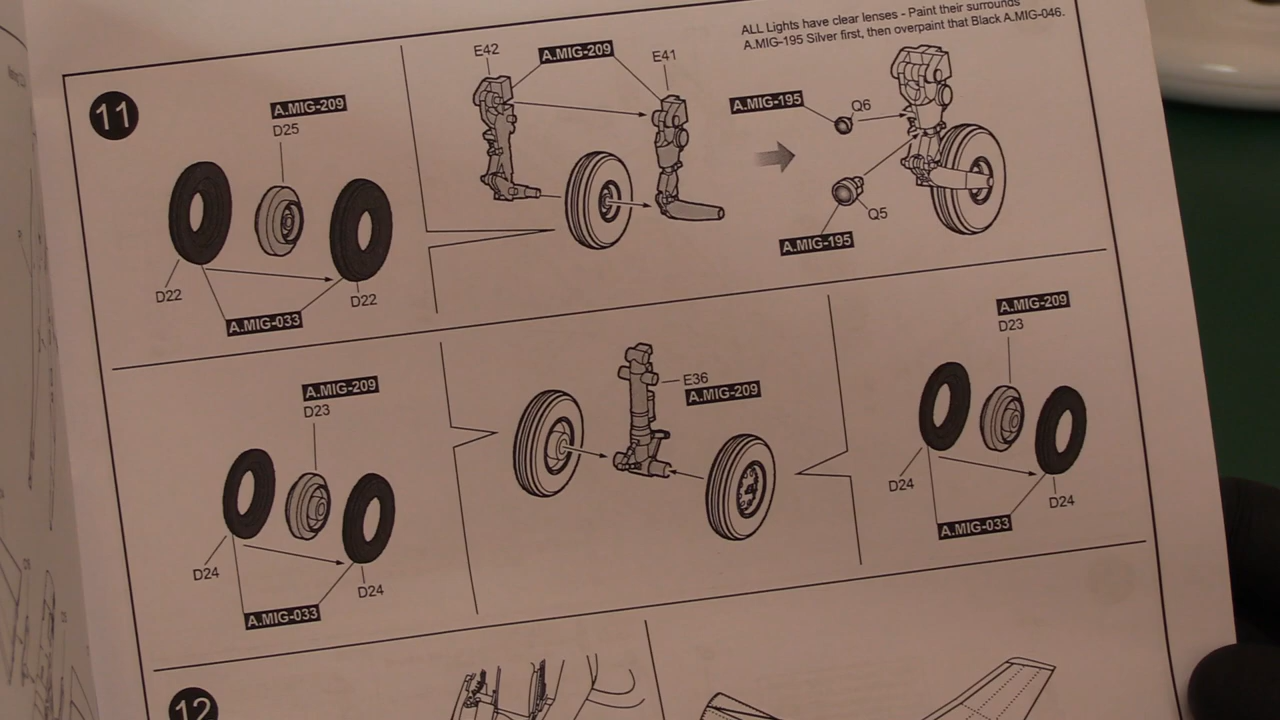 ALL Lights have clear lenses - Paint their surrounds
A.MIG-195 Silver first, then overpaint that Black A.MIG-046.
11
A.MIG-209
D25
D22
D22
A.MIG-033
E42
A.MIG-209
E41
A.MIG-195
Q6
Q5
A.MIG-195
A.MIG-209
D23
D24
D24
A.MIG-033
E36
A.MIG-209
A.MIG-209
D23
D24
D24
A.MIG-033
12